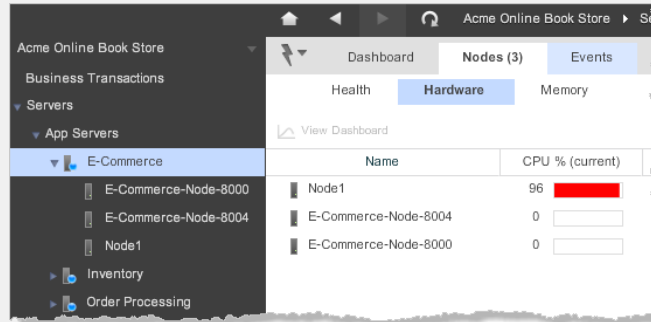 Acme Online Book Store
Acme Online Book Store
Business Transactions
Servers
App Servers
E-Commerce
E-Commerce-Node-8000
E-Commerce-Node-8004
Node1
Inventory
Order Processing
Dashboard
Nodes (3)
Events
Health
Hardware
Memory
View Dashboard
Name
CPU % (current)
Node1
96
E-Commerce-Node-8004
0
E-Commerce-Node-8000
0